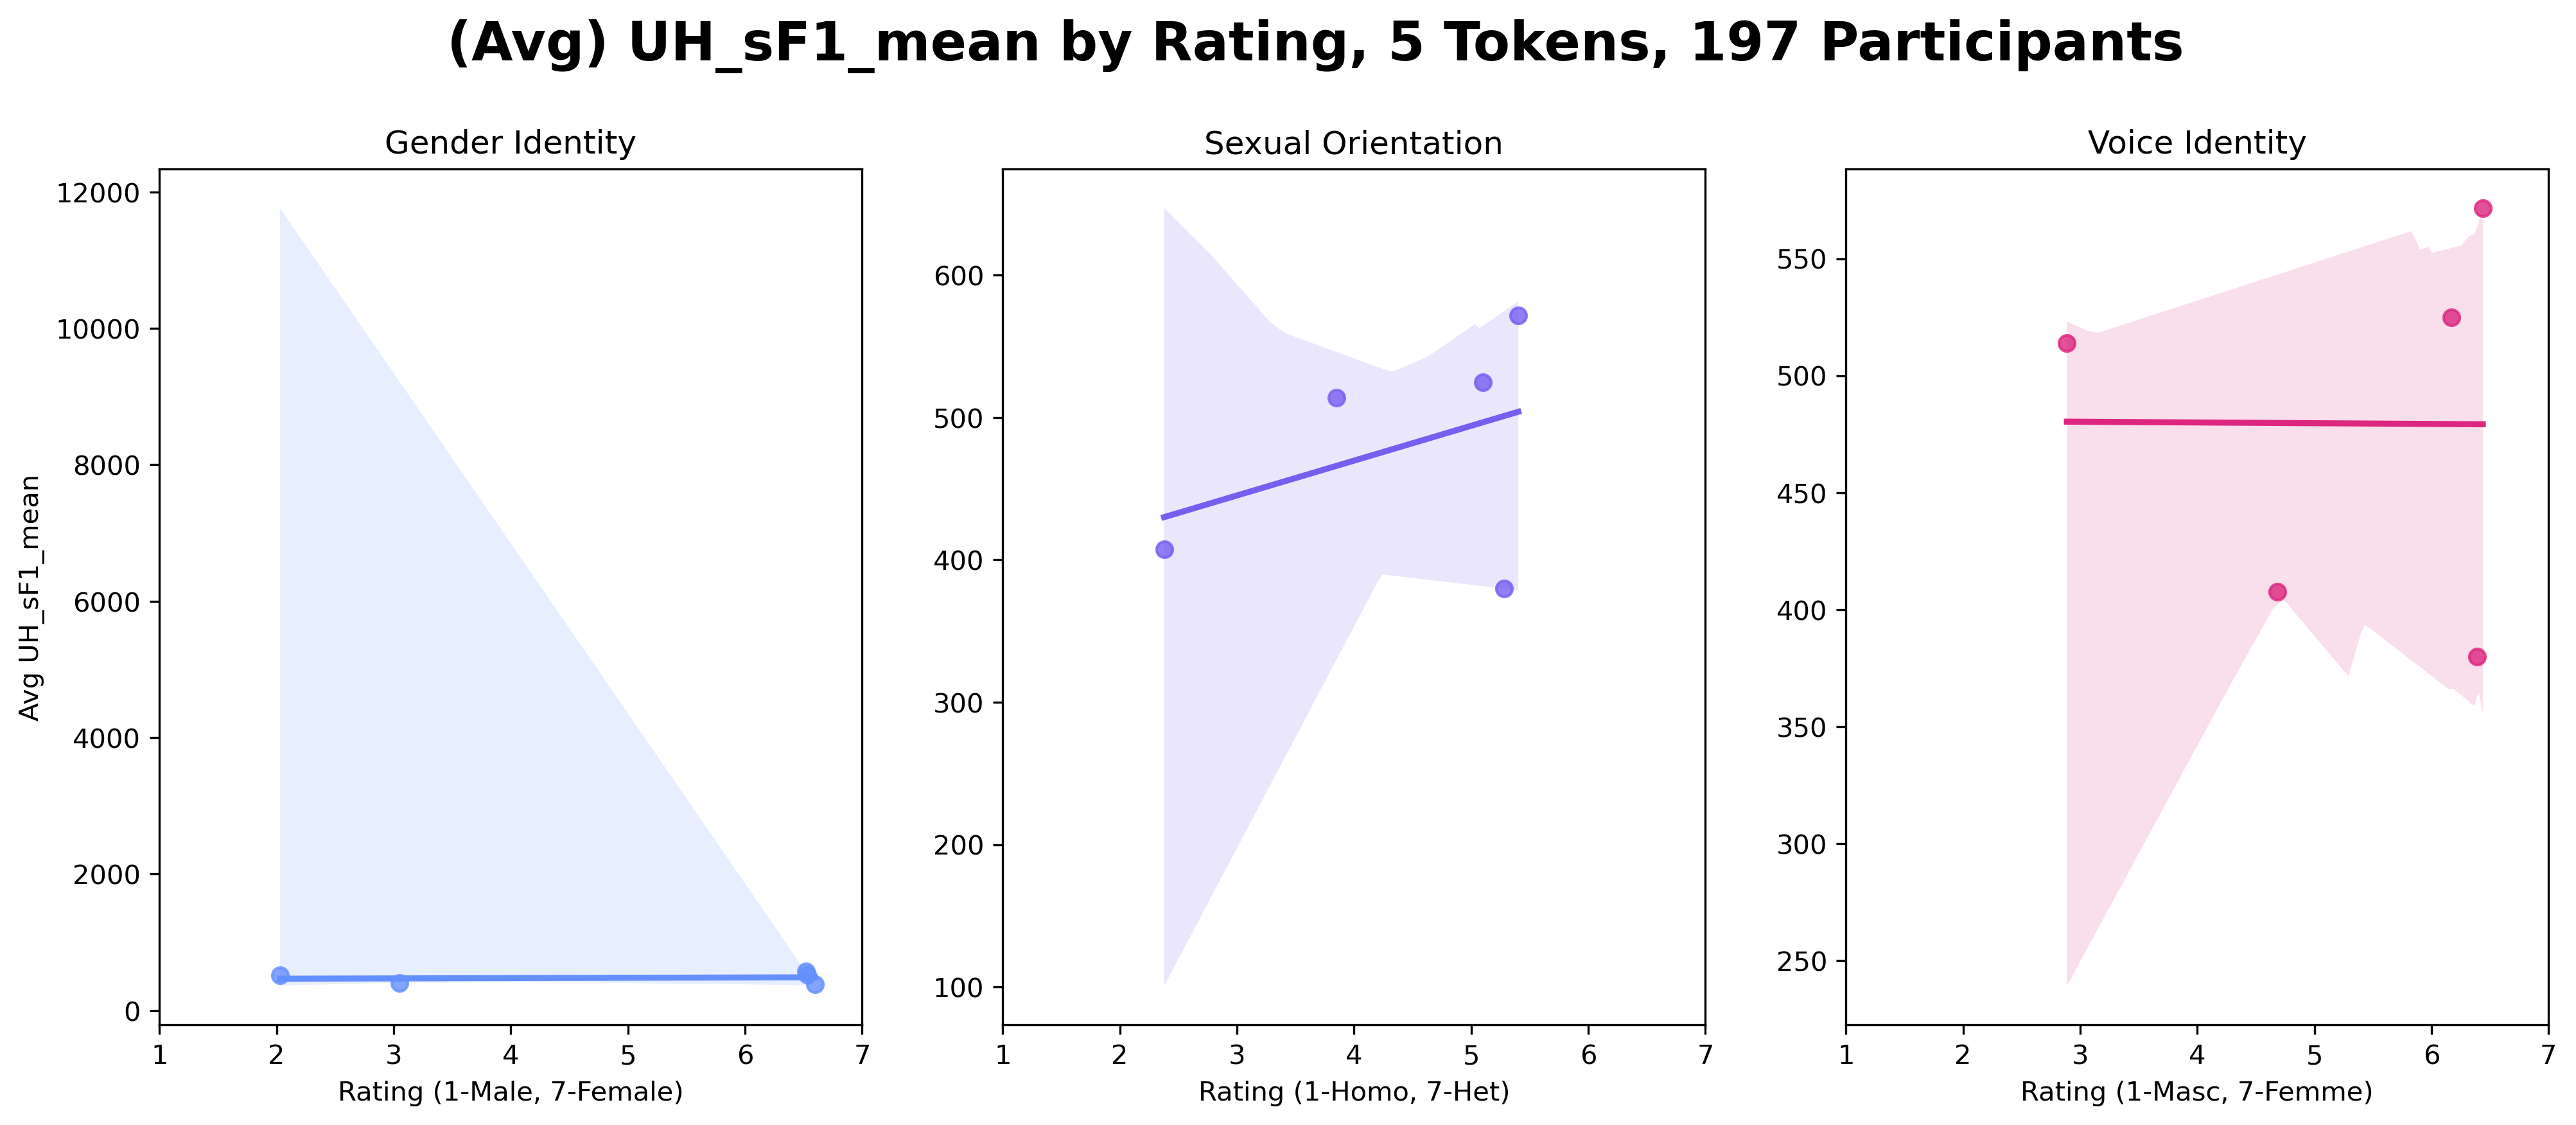 (Avg) UH_sF1_mean by Rating, 5 Tokens, 197 Participants
Gender Identity
Avg UH_sF1_mean
12000
10000
8000
6000
4000
2000
0
1 2 3 4 5 6 7
Rating (1-Male, 7-Female)
Sexual Orientation
600
500
400
300
200
100
1 2 3 4 5 6 7
Rating (1-Homo, 7-Het)
Voice Identity
550
500
450
400
350
300
250
1 2 3 4 5 6 7
Rating (1-Masc, 7-Femme)